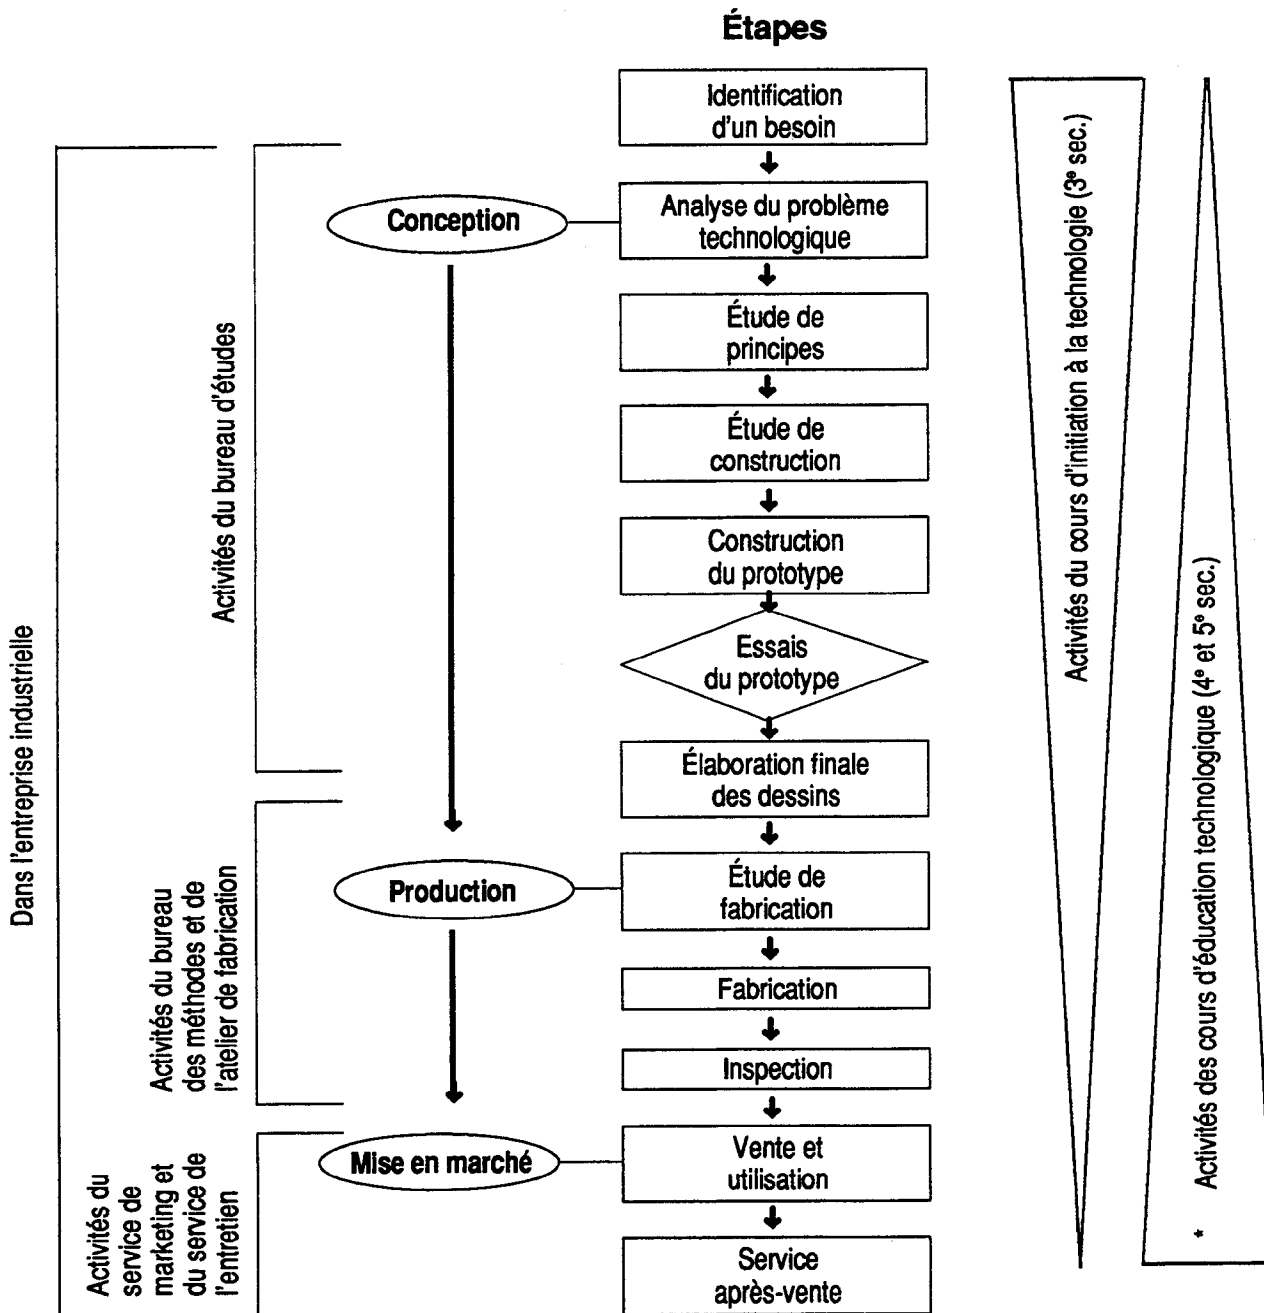 Étapes
Identification
d'un besoin
Conception
Analyse du problème
technologique
Étude de
principes
Étude de
construction
Construction
du prototype
Essais
du prototype
Élaboration finale
des dessins
Production
Étude de
fabrication
Fabrication
Inspection
Mise en marché
Vente et
utilisation
Service
après-vente
Dans l'entreprise industrielle
Activités du bureau d'études
Activités du bureau
des méthodes et de
l'atelier de fabrication
Activités du
service de
marketing et
du service de
l'entretien
Activités du cours d'initiation à la technologie (3e sec.)
* Activités des cours d'éducation technologique (4e et 5e sec.)